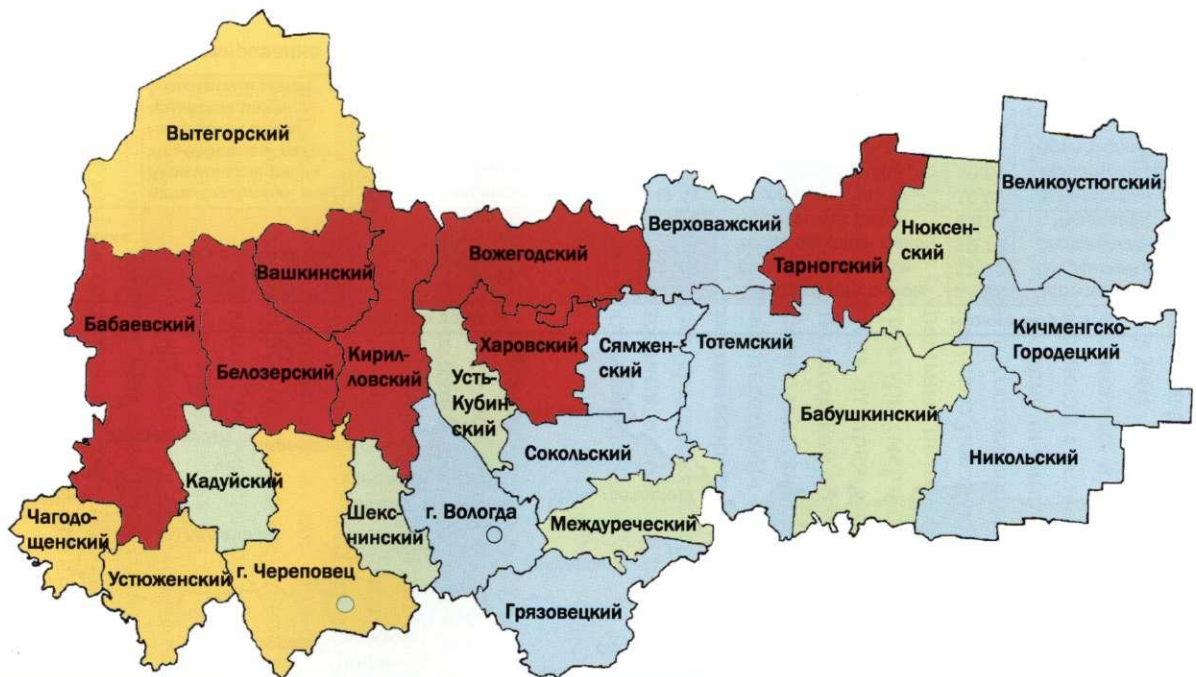 Вытегорский
Великоустюгский
Верховажский
Нюксен-
ский
Тарногский
Вожегодский
Вашкинский
Бабаевский
Белозерский
Кирил-
ловский
Харовский
Сямжен-
ский
Тотемский
Кичменгско-
Городецкий
Усть-
Кубин-
ский
Бабушкинский
Сокольский
Никольский
Кадуйский
Шекс-
нинский
г. Вологда
Междуреческий
Чагодо-
щенский
Устюженский
г. Череповец
Грязовецкий